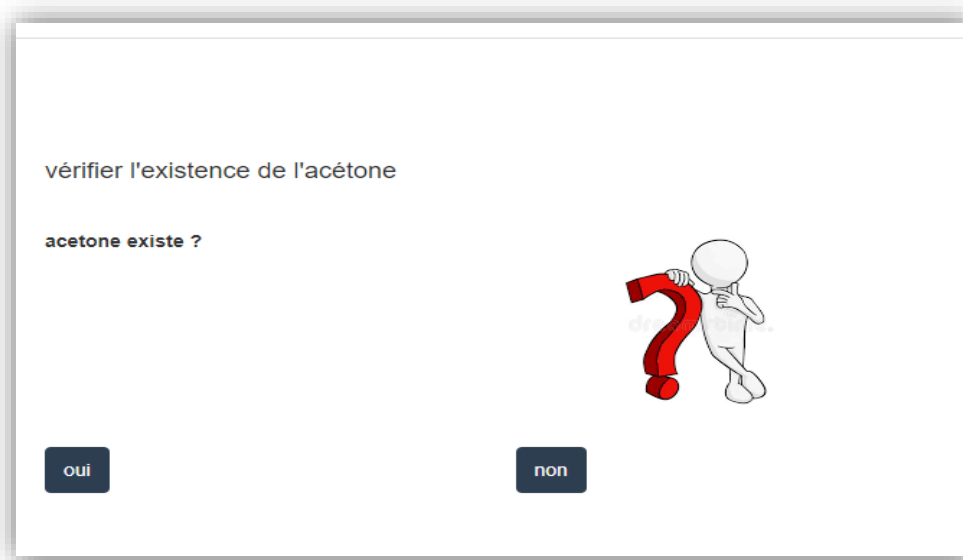 vérifier l'existence de l'acétone
acetone existe ?
oui
non